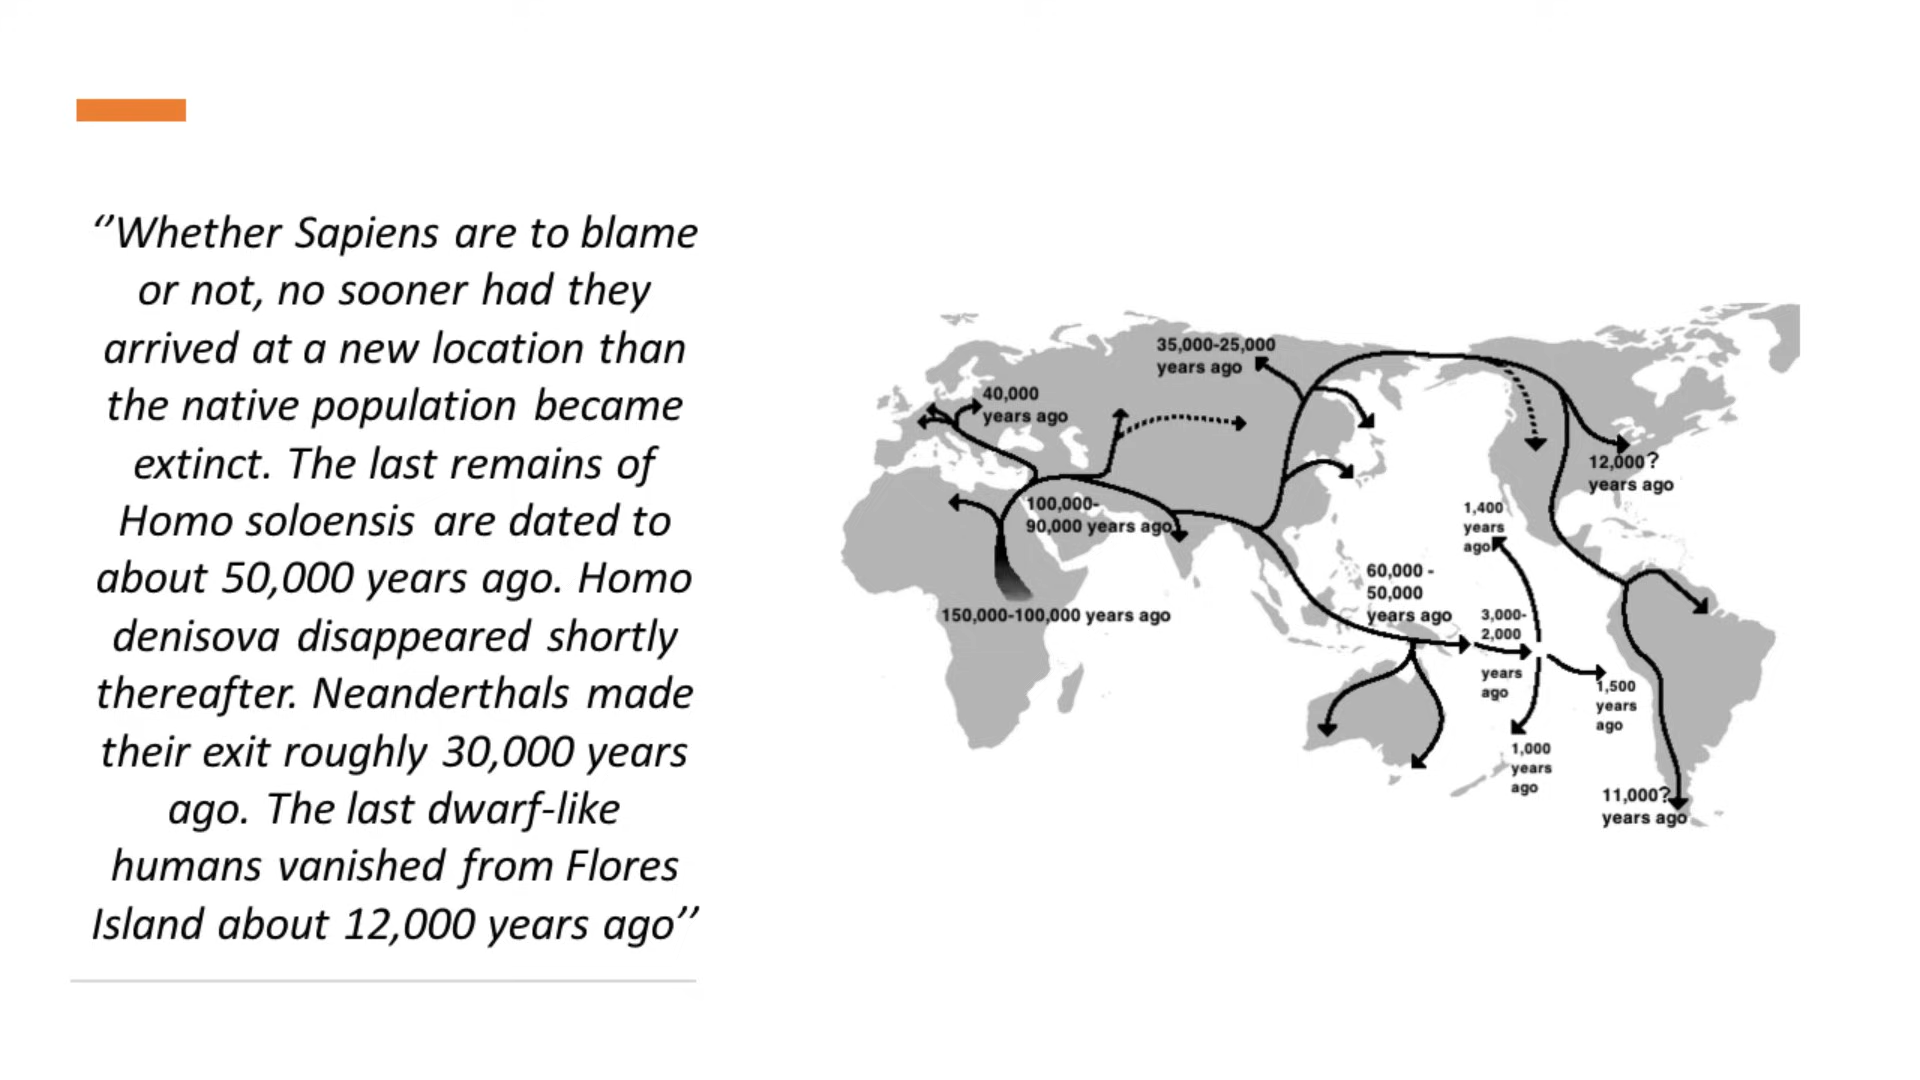 ‘’Whether Sapiens are to blame
or not, no sooner had they
arrived at a new location than
the native population became
extinct. The last remains of
Homo soloensis are dated to
about 50,000 years ago. Homo
denisova disappeared shortly
thereafter. Neanderthals made
their exit roughly 30,000 years
ago. The last dwarf-like
humans vanished from Flores
Island about 12,000 years ago’’
35,000-25,000
years ago
40,000
years ago
100,000-
90,000 years ago
150,000-100,000 years ago
60,000 -
50,000
years ago
12,000?
years ago
1,400
years
ago
3,000-
2,000
years
ago
1,500
years
ago
1,000
years
ago
11,000?
years ago